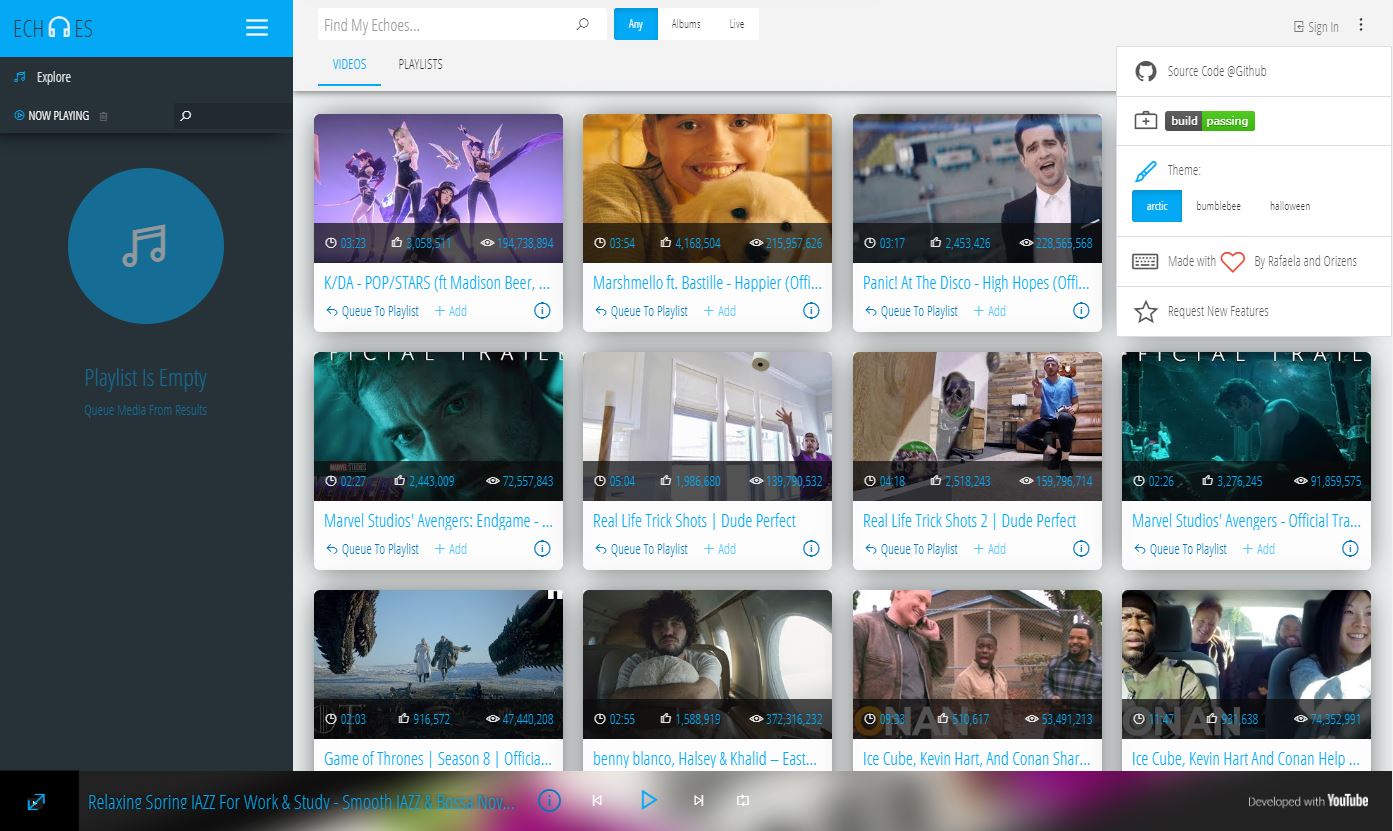 ECH ES
Explore
NOW PLAYING
Playlist Is Empty
Queue Media From Results
Find My Echoes...
Any Albums Live
VIDEOS PLAYLISTS
Sign In
Source Code @Github
build passing
Theme:
arctic bumblebee halloween
Made with By Rafaela and Orizens
Request New Features
03:23 3,058,511 194,738,894
K/DA - POP/STARS (ft Madison Beer, ...
Queue To Playlist + Add
03:54 4,168,504 215,957,626
Marshmello ft. Bastille - Happier (Offi...
Queue To Playlist + Add
03:17 2,453,426 228,565,568
Panic! At The Disco - High Hopes (Offi...
Queue To Playlist + Add
FICIAL TRAIL
MARVEL STUDIOS
02:27 2,443,009 72,557,843
Marvel Studios' Avengers: Endgame - ...
Queue To Playlist + Add
05:04 1,986,680 139,790,532
Real Life Trick Shots | Dude Perfect
Queue To Playlist + Add
04:18 2,518,243 159,796,714
Real Life Trick Shots 2 | Dude Perfect
Queue To Playlist + Add
FICIAL TRAIL
02:26 3,276,245 91,859,575
Marvel Studios' Avengers - Official Tra...
Queue To Playlist + Add
02:03 916,572 47,440,208
Game of Thrones | Season 8 | Officia...
02:55 1,588,919 372,316,232
benny blanco, Halsey & Khalid – East...
CONAN
09:33 510,617 53,491,213
Ice Cube, Kevin Hart, And Conan Shar...
CONAN
11:47 931,638 74,352,991
Ice Cube, Kevin Hart And Conan Help ...
Relaxing Spring JAZZ For Work & Study - Smooth JAZZ & Bossa Nov...
Developed with YouTube